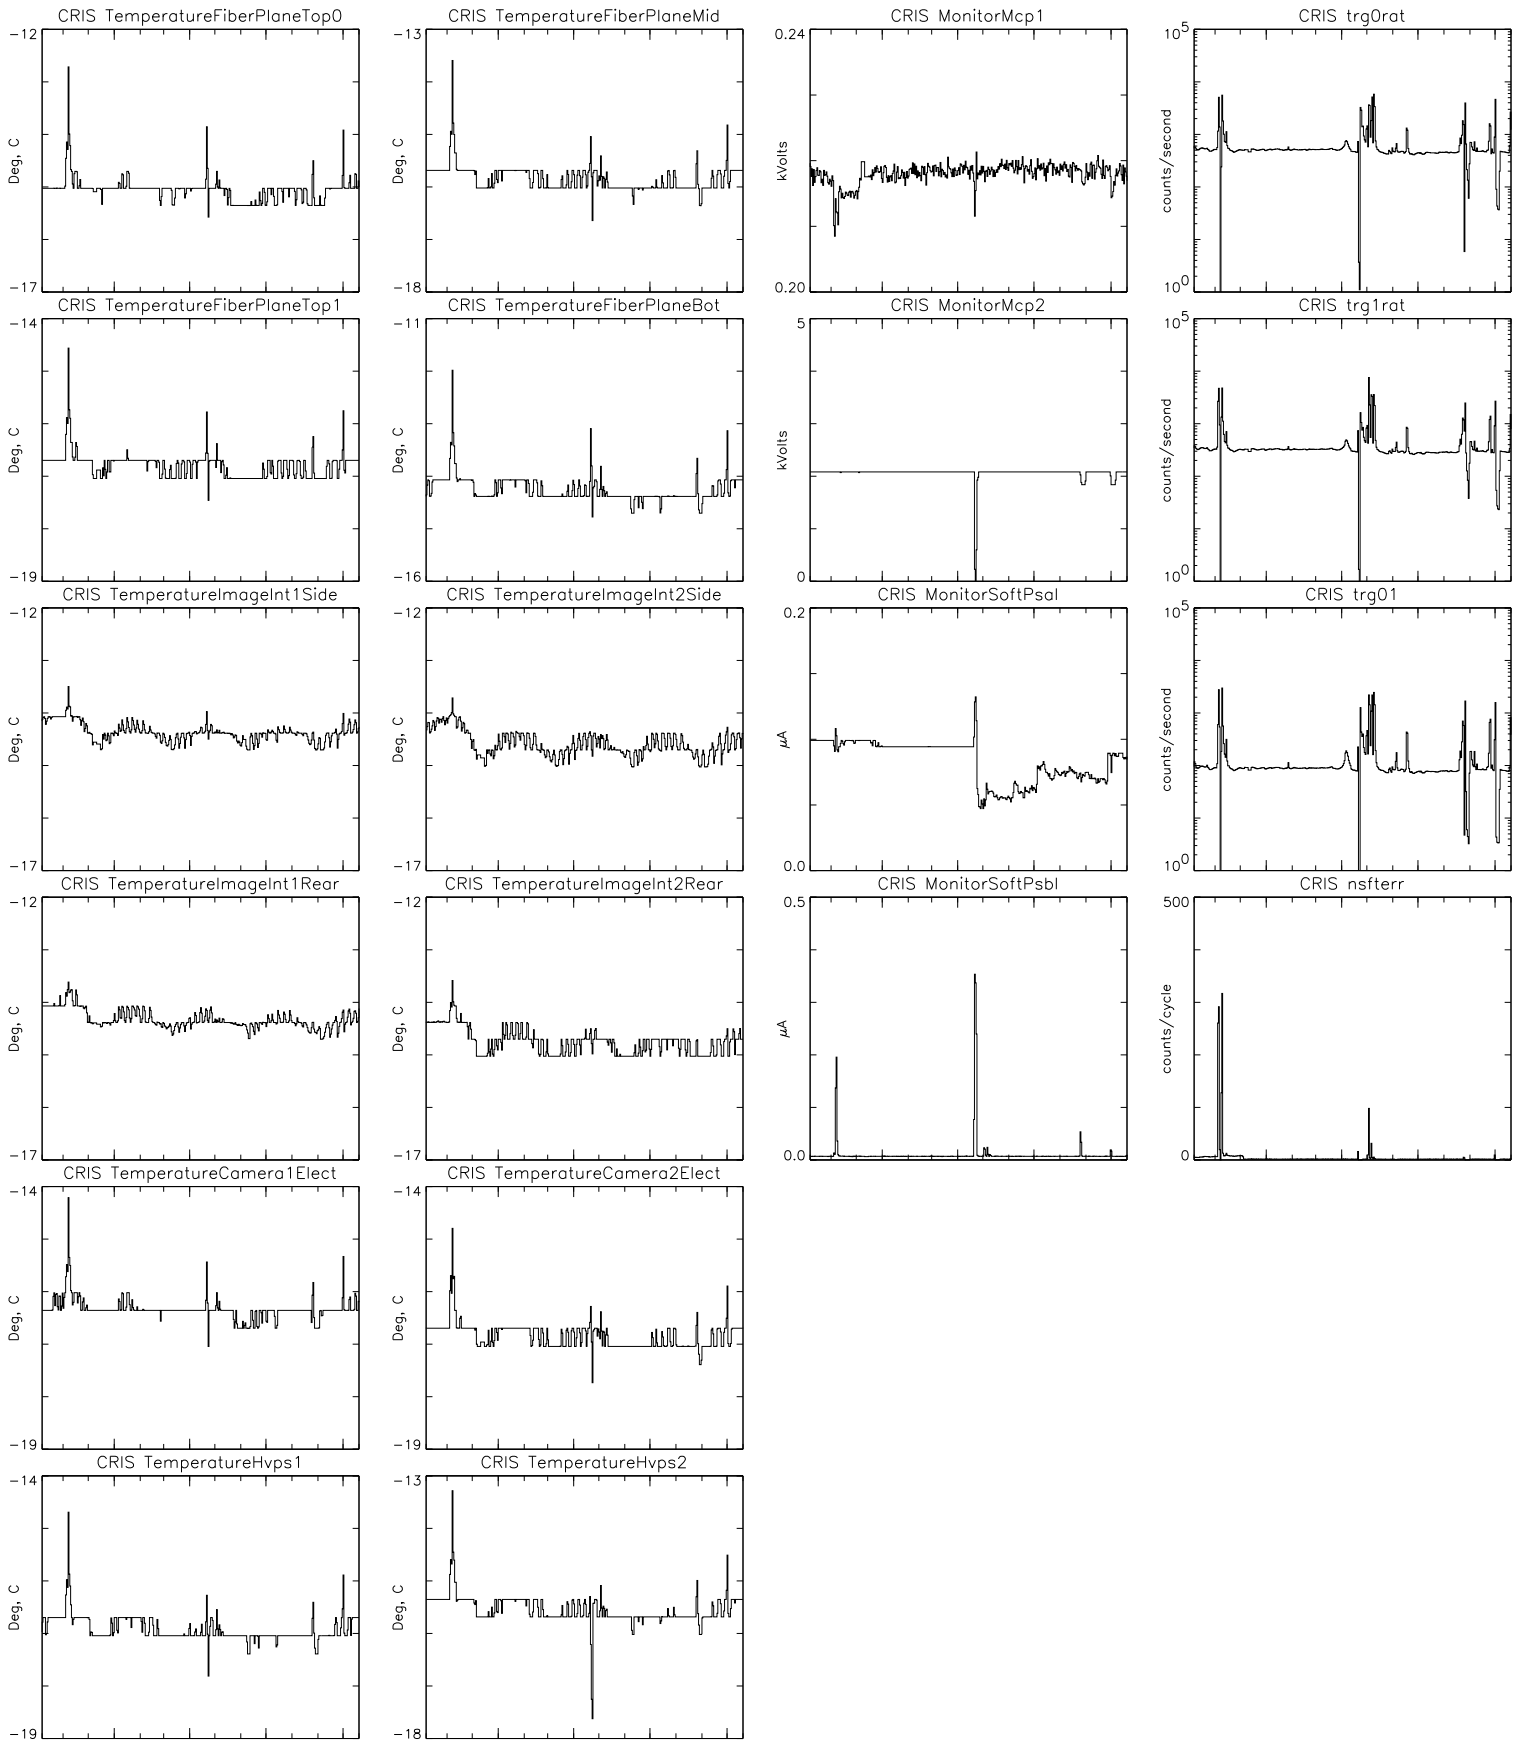 CRIS TemperatureFiberPlaneTop0
CRIS TemperatureFiberPlaneMid
CRIS MonitorMcp1
CRIS trg0rat
-12
-17
Deg, C
-13
-18
Deg, C
0.24
0.20
kVolts
10^5
10^0
counts/second
CRIS TemperatureFiberPlaneTop1
CRIS TemperatureFiberPlaneBot
CRIS MonitorMcp2
CRIS trg1rat
-14
-19
Deg, C
-11
-16
Deg, C
5
0
kVolts
10^5
10^0
counts/second
CRIS TemperatureImageInt1Side
CRIS TemperatureImageInt2Side
CRIS MonitorSoftPsaI
CRIS trg01
-12
-17
Deg, C
-12
-17
Deg, C
0.2
0.0
μA
10^5
10^0
counts/second
CRIS TemperatureImageInt1Rear
CRIS TemperatureImageInt2Rear
CRIS MonitorSoftPsbI
CRIS nsfterr
-12
-17
Deg, C
-12
-17
Deg, C
0.5
0.0
μA
500
0
counts/cycle
CRIS TemperatureCamera1Elect
CRIS TemperatureCamera2Elect
-14
-19
Deg, C
-14
-19
Deg, C
CRIS TemperatureHvps1
CRIS TemperatureHvps2
-14
-19
Deg, C
-13
-18
Deg, C